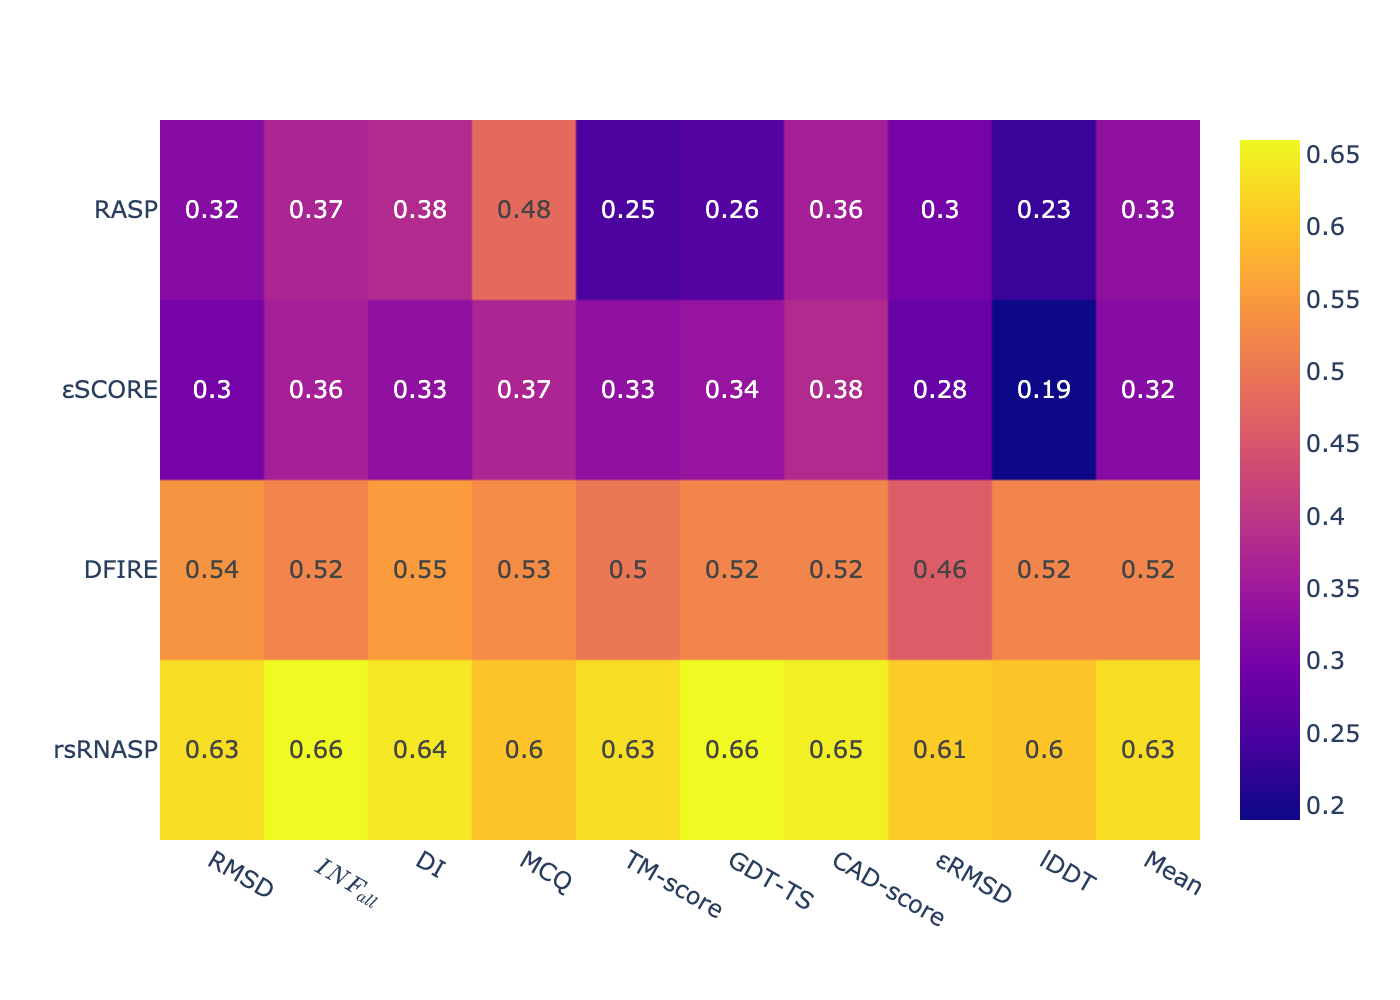 RASP 0.32 0.37 0.38 0.48 0.25 0.26 0.36 0.3 0.23 0.33
εSCORE 0.3 0.36 0.33 0.37 0.33 0.34 0.38 0.28 0.19 0.32
DFIRE 0.54 0.52 0.55 0.53 0.5 0.52 0.52 0.46 0.52 0.52
rsRNASP 0.63 0.66 0.64 0.6 0.63 0.66 0.65 0.61 0.6 0.63
RMSD INF_all DI MCQ TM-score GDT-TS CAD-score εRMSD lDDT Mean
0.65
0.6
0.55
0.5
0.45
0.4
0.35
0.3
0.25
0.2